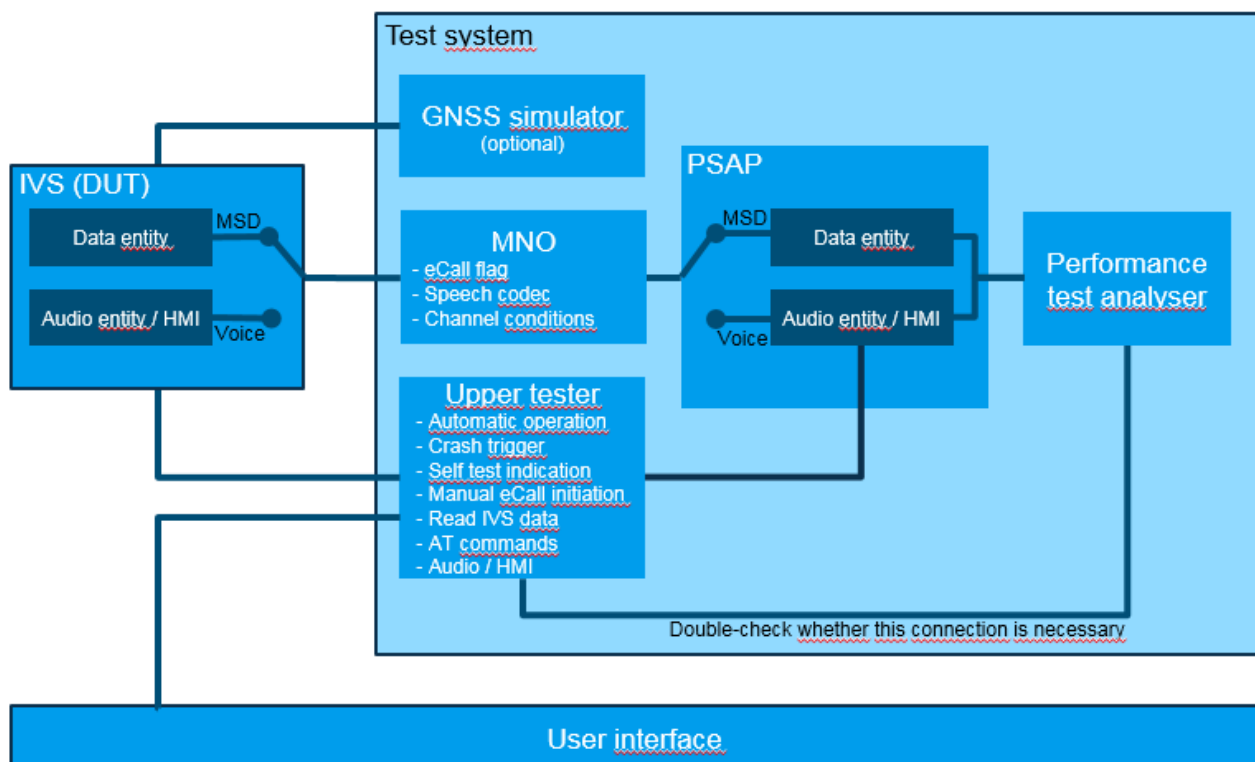 Test system
GNSS simulator
(optional)
IVS (DUT)
MSD
Data entity
Audio entity / HMI
Voice
MNO
- eCall flag
- Speech codec
- Channel conditions
PSAP
MSD
Data entity
Audio entity / HMI
Voice
Performance
test analyser
Upper tester
- Automatic operation
- Crash trigger
- Self test indication
- Manual eCall initiation
- Read IVS data
- AT commands
- Audio / HMI
Double-check whether this connection is necessary
User interface